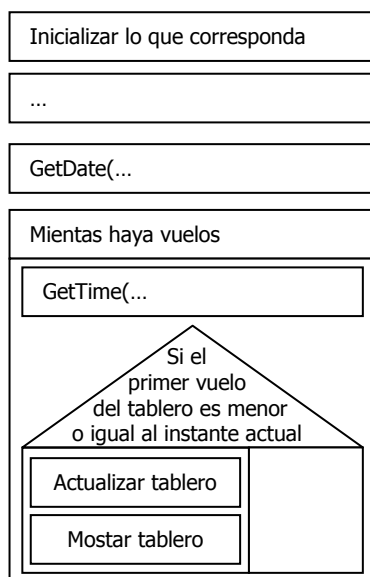 Inicializar lo que corresponda
…
GetDate(…
Mientas haya vuelos
GetTime(…
Si el
primer vuelo
del tablero es menor
o igual al instante actual
Actualizar tablero
Mostar tablero